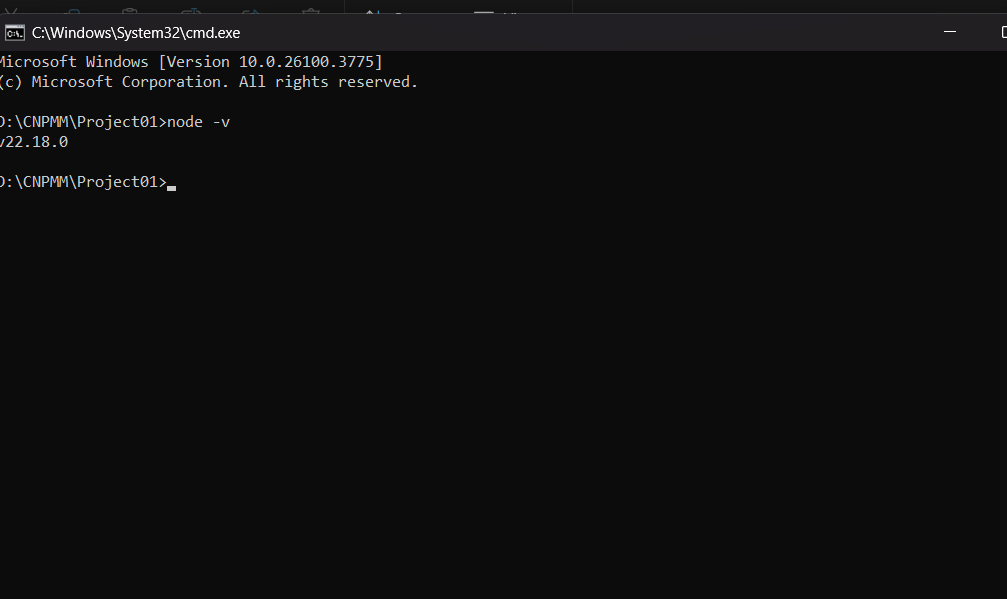 C:\Windows\System32\cmd.exe
Microsoft Windows [Version 10.0.26100.3775]
(c) Microsoft Corporation. All rights reserved.
D:\CNPMM\Project01>node -v
v22.18.0
D:\CNPMM\Project01>